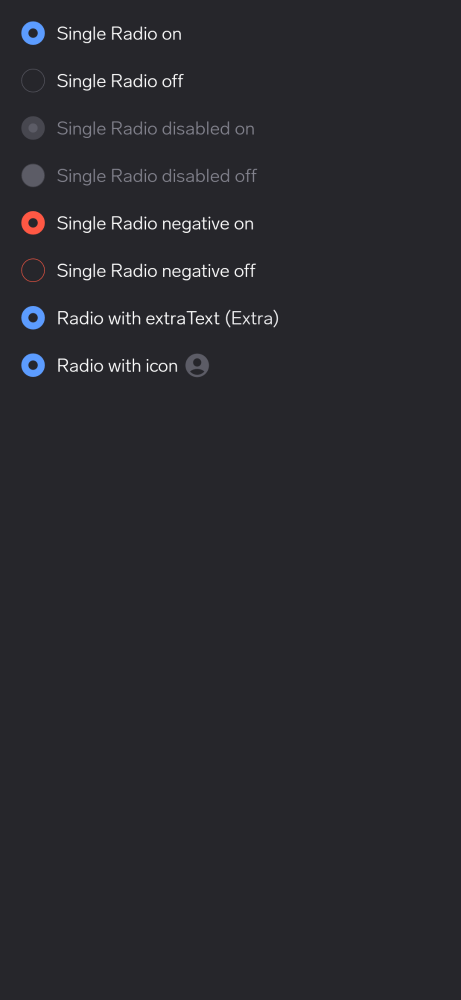 Single Radio on
Single Radio off
Single Radio disabled on
Single Radio disabled off
Single Radio negative on
Single Radio negative off
Radio with extraText (Extra)
Radio with icon